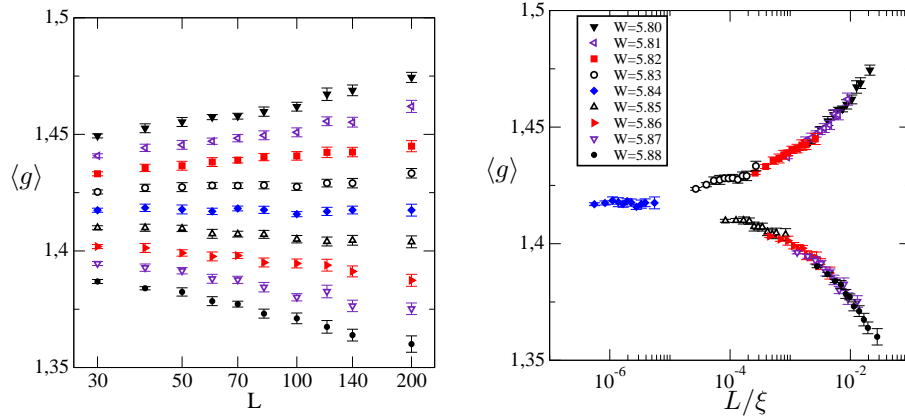 1,5
1,45
⟨g⟩
1,4
1,35
30
50
70
100
140
200
L
1,5
W=5.80
W=5.81
W=5.82
W=5.83
W=5.84
W=5.85
W=5.86
W=5.87
W=5.88
1,45
⟨g⟩
1,4
1,35
10⁻⁶
10⁻⁴
10⁻²
L/ξ